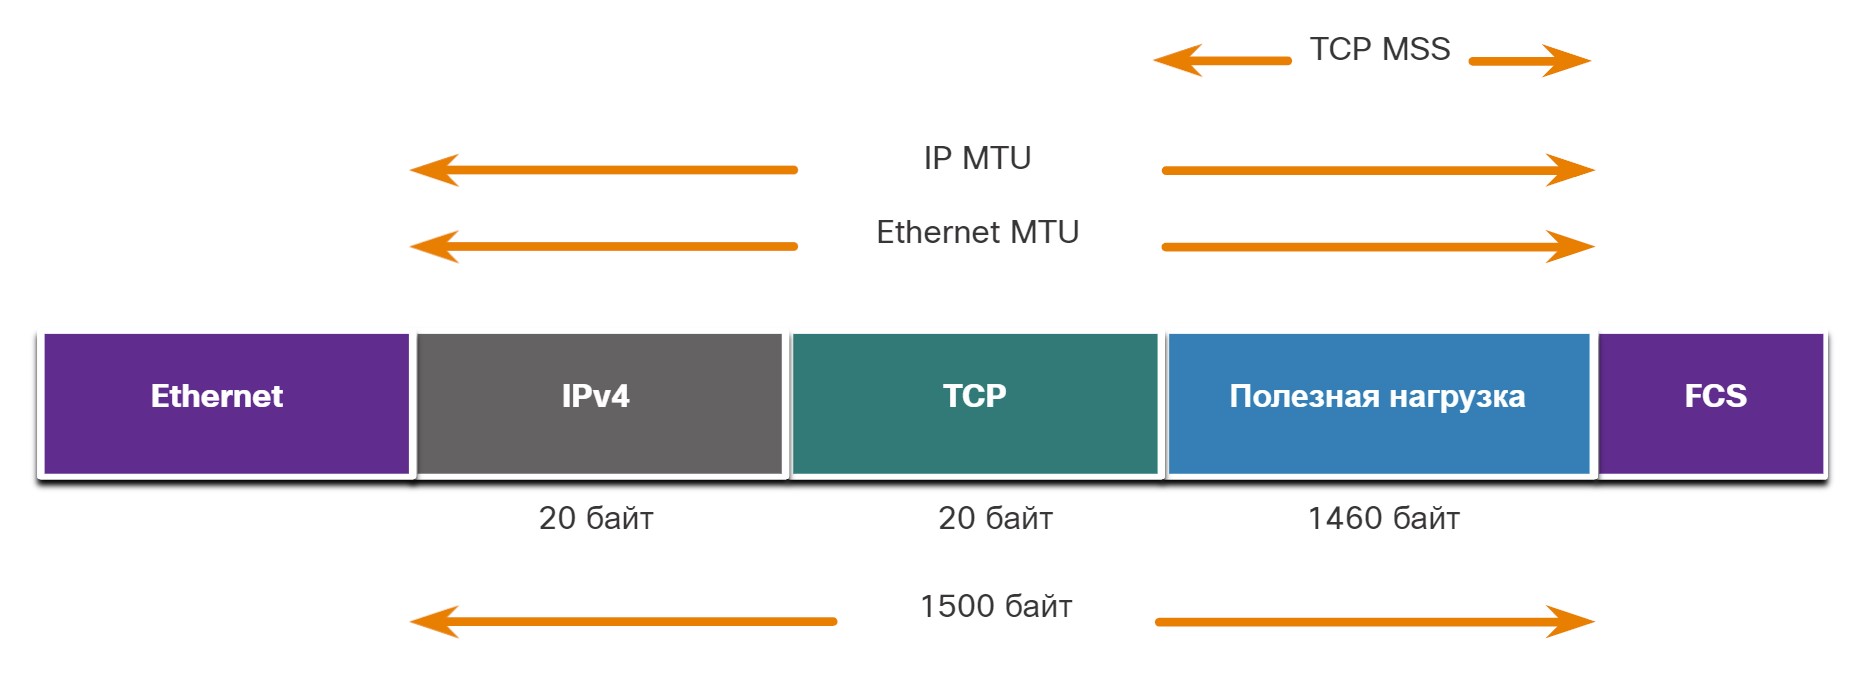 TCP MSS
IP MTU
Ethernet MTU
Ethernet
IPv4
TCP
Полезная нагрузка
FCS
20 байт
20 байт
1460 байт
1500 байт